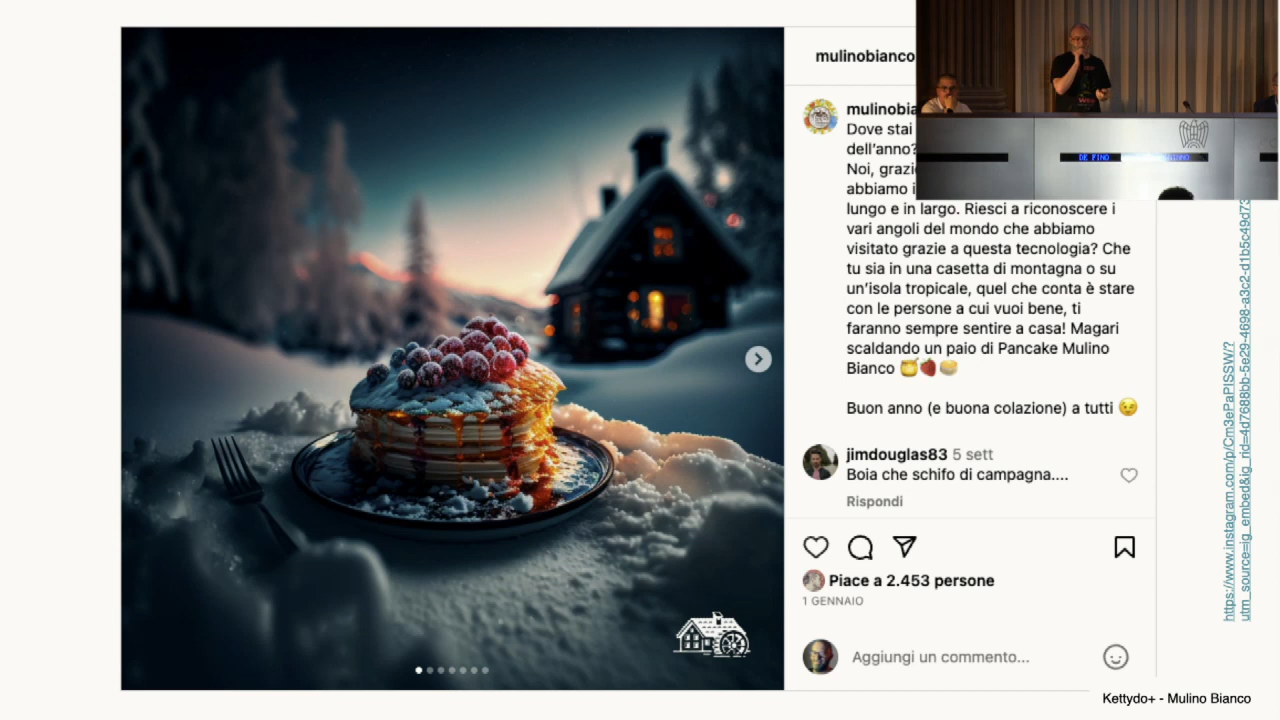 mulinobianco
mulinobia
Dove stai
dell'anno?
Noi, grazi
abbiamo i
lungo e in largo. Riesci a riconoscere i
vari angoli del mondo che abbiamo
visitato grazie a questa tecnologia? Che
tu sia in una casetta di montagna o su
un'isola tropicale, quel che conta è stare
con le persone a cui vuoi bene, ti
faranno sempre sentire a casa! Magari
scaldando un paio di Pancake Mulino
Bianco 🍯🍓🥞
Buon anno (e buona colazione) a tutti 😉
jimdouglas83 5 sett
Boia che schifo di campagna....
Rispondi
Piace a 2.453 persone
1 GENNAIO
Aggiungi un commento...
DE FINO
https://www.instagram.com/p/Cm3ePaPISSW/?
utm_source=ig_embed&ig_rid=4d7688bb-5e29-4698-a3c2-d1b5c49d73
Kettydo+ - Mulino Bianco